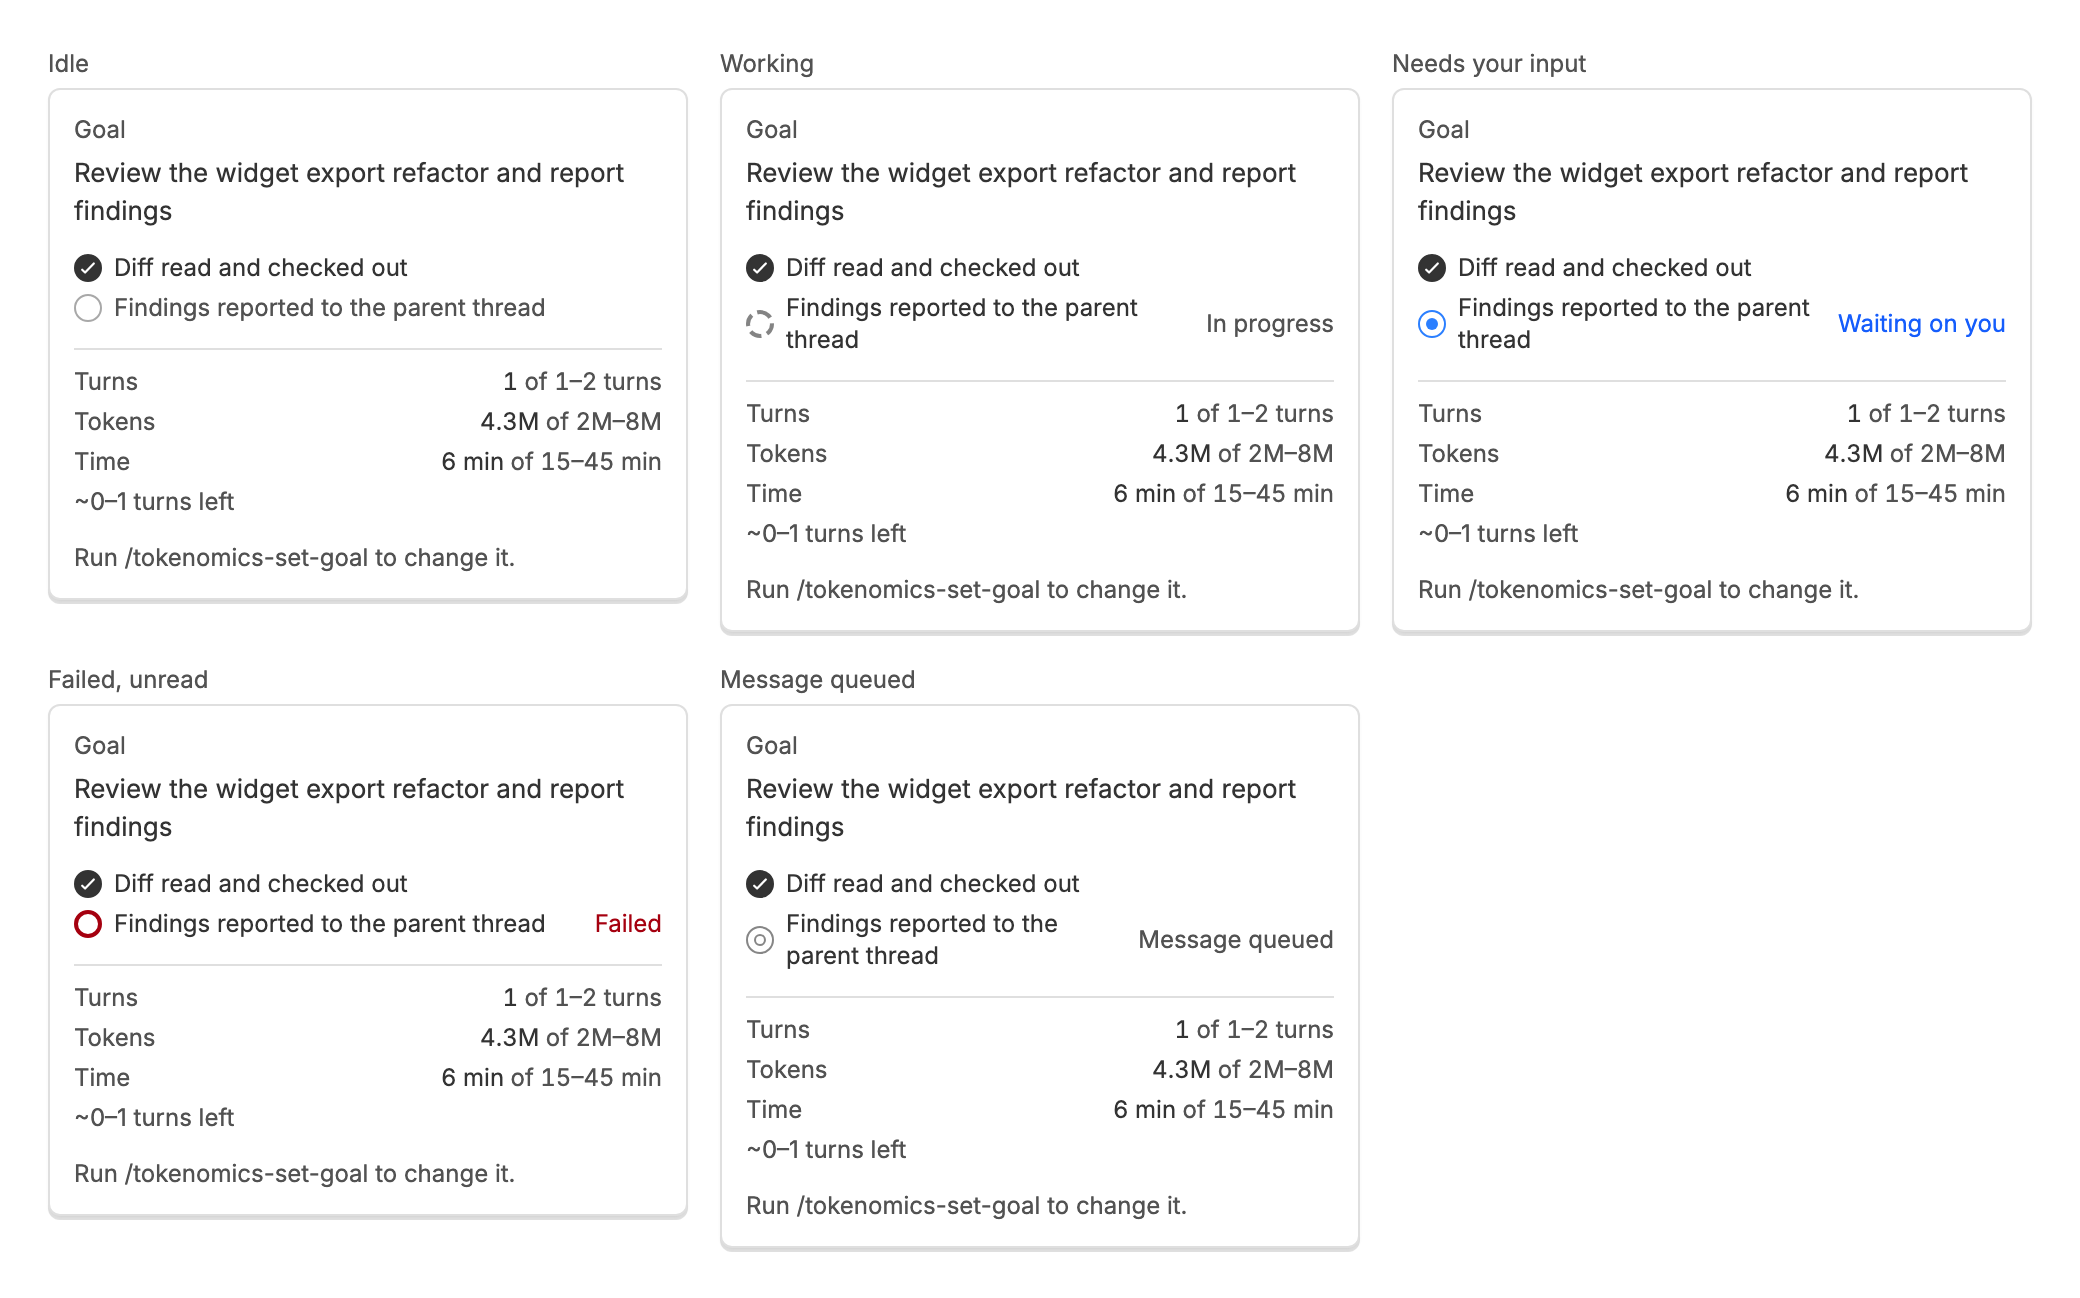 Idle
Goal
Review the widget export refactor and report
findings
Diff read and checked out
Findings reported to the parent thread
Turns 1 of 1–2 turns
Tokens 4.3M of 2M–8M
Time 6 min of 15–45 min
~0–1 turns left
Run /tokenomics-set-goal to change it.
Working
Goal
Review the widget export refactor and report
findings
Diff read and checked out
Findings reported to the parent
thread
In progress
Turns 1 of 1–2 turns
Tokens 4.3M of 2M–8M
Time 6 min of 15–45 min
~0–1 turns left
Run /tokenomics-set-goal to change it.
Needs your input
Goal
Review the widget export refactor and report
findings
Diff read and checked out
Findings reported to the parent
thread
Waiting on you
Turns 1 of 1–2 turns
Tokens 4.3M of 2M–8M
Time 6 min of 15–45 min
~0–1 turns left
Run /tokenomics-set-goal to change it.
Failed, unread
Goal
Review the widget export refactor and report
findings
Diff read and checked out
Findings reported to the parent thread Failed
Turns 1 of 1–2 turns
Tokens 4.3M of 2M–8M
Time 6 min of 15–45 min
~0–1 turns left
Run /tokenomics-set-goal to change it.
Message queued
Goal
Review the widget export refactor and report
findings
Diff read and checked out
Findings reported to the
parent thread
Message queued
Turns 1 of 1–2 turns
Tokens 4.3M of 2M–8M
Time 6 min of 15–45 min
~0–1 turns left
Run /tokenomics-set-goal to change it.